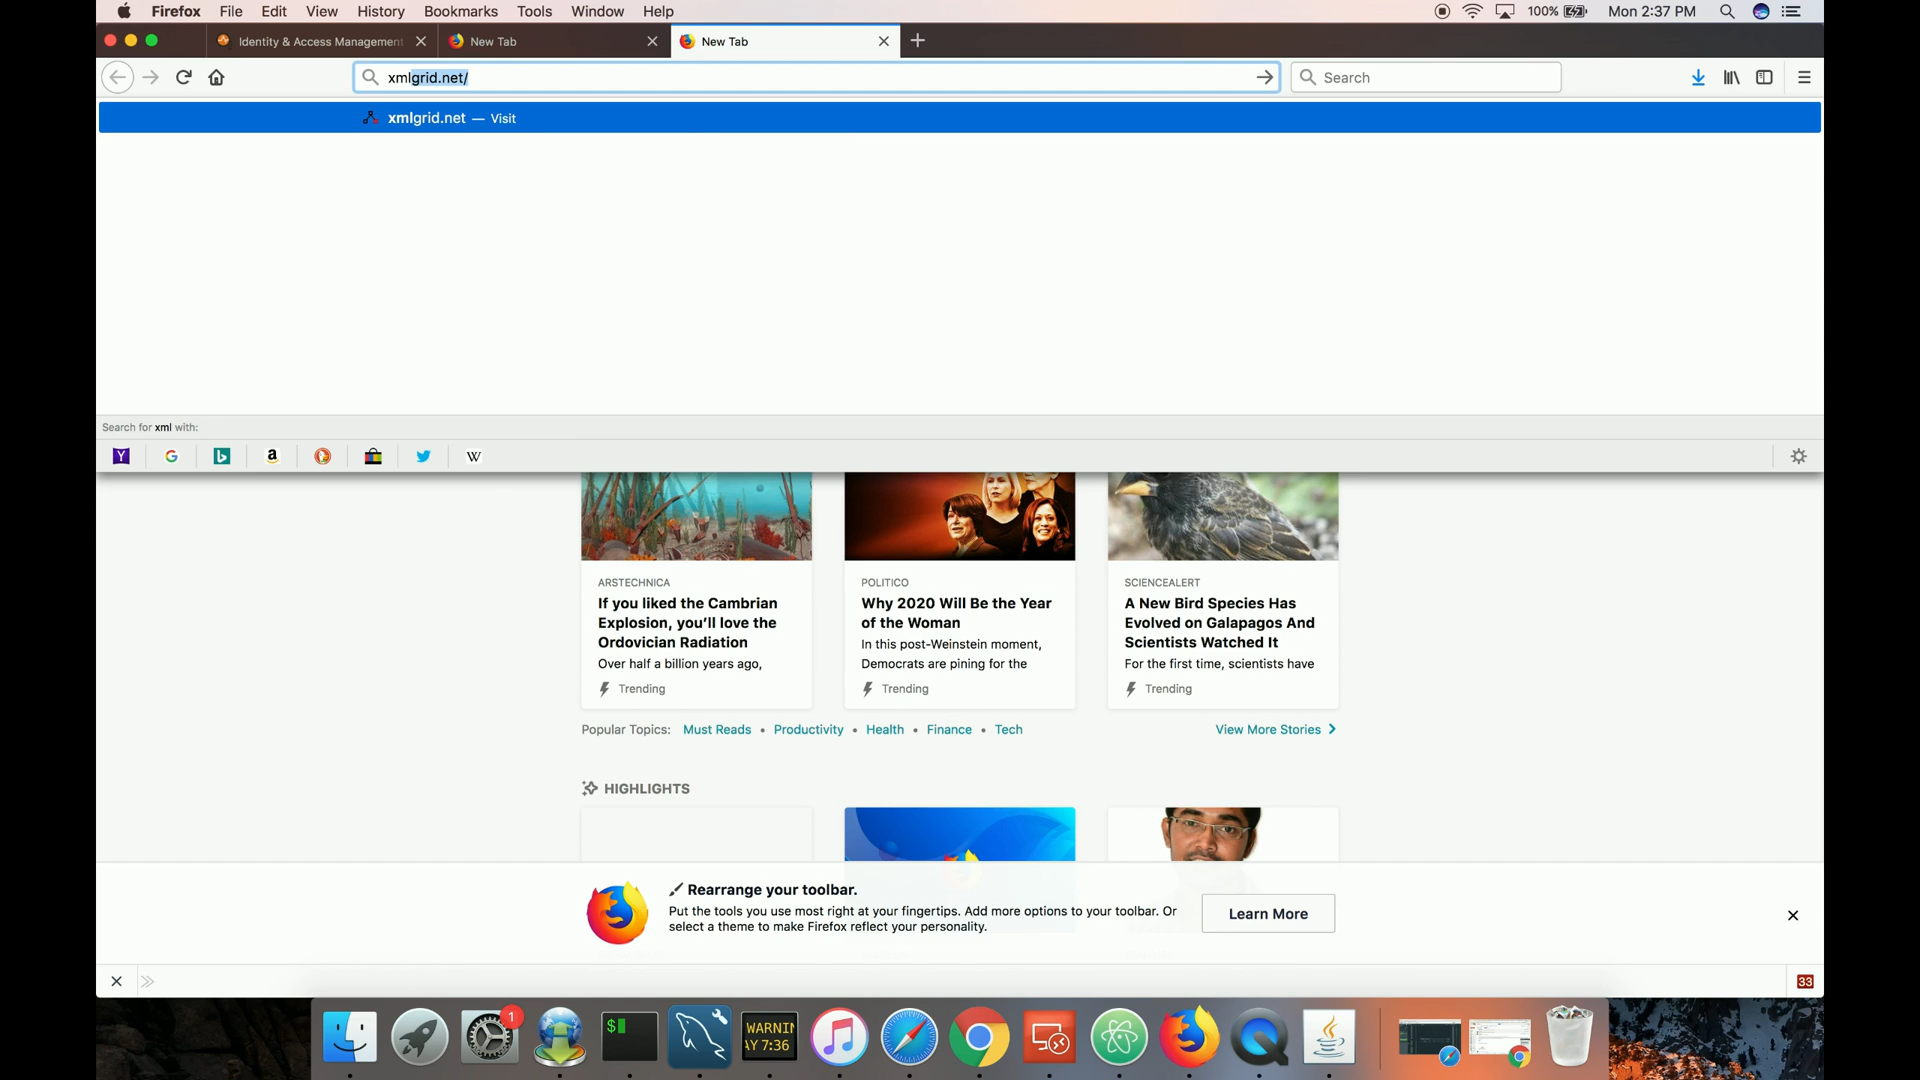 Firefox File Edit View History Bookmarks Tools Window Help 100% Mon 2:37 PM
Identity & Access Management New Tab New Tab
xmlgrid.net/ Search
xmlgrid.net — Visit
Search for xml with:
Y G b a W
ARSTECHNICA
If you liked the Cambrian
Explosion, you'll love the
Ordovician Radiation
Over half a billion years ago,
Trending
POLITICO
Why 2020 Will Be the Year
of the Woman
In this post-Weinstein moment,
Democrats are pining for the
Trending
SCIENCEALERT
A New Bird Species Has
Evolved on Galapagos And
Scientists Watched It
For the first time, scientists have
Trending
Popular Topics: Must Reads • Productivity • Health • Finance • Tech View More Stories
HIGHLIGHTS
Rearrange your toolbar.
Put the tools you use most right at your fingertips. Add more options to your toolbar. Or
select a theme to make Firefox reflect your personality.
Learn More
33
1
$
WARNIN
AY 7:36